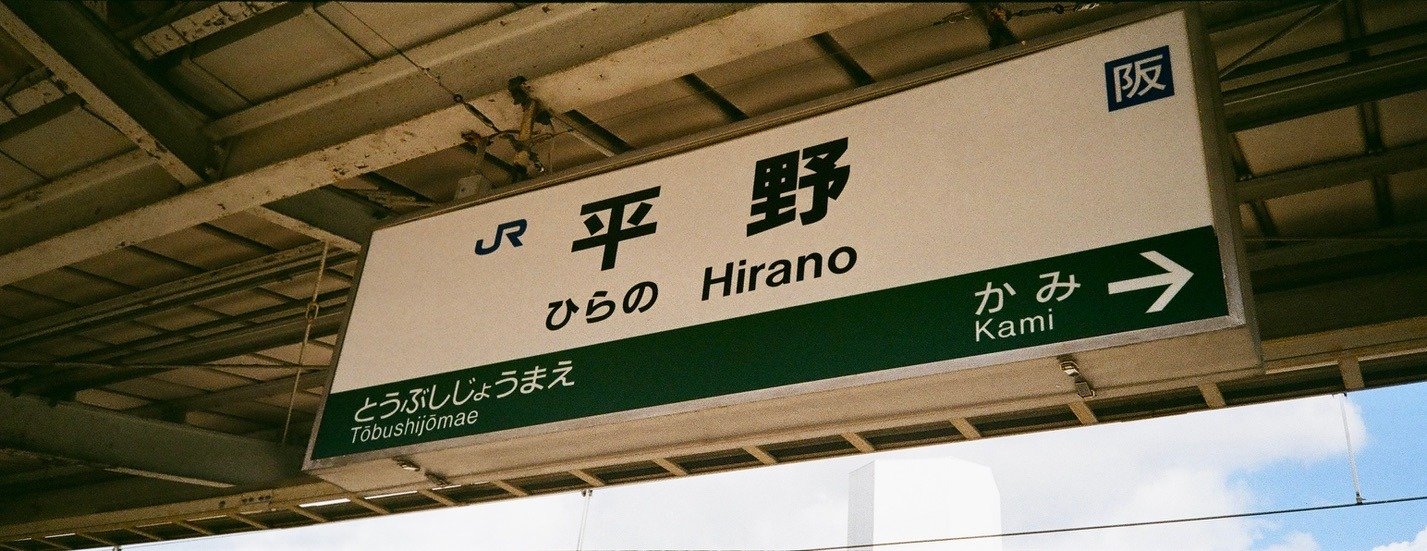 阪
JR 平野
ひらの Hirano
かみ →
Kami
とうぶしじょうまえ
Tōbushijōmae